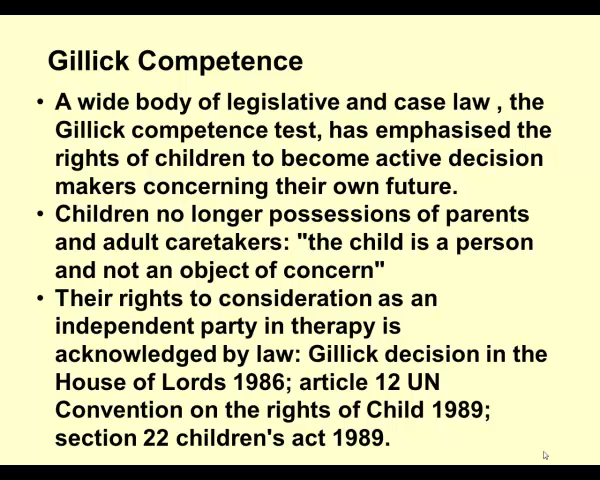 Gillick Competence
• A wide body of legislative and case law , the
Gillick competence test, has emphasised the
rights of children to become active decision
makers concerning their own future.
• Children no longer possessions of parents
and adult caretakers: "the child is a person
and not an object of concern"
• Their rights to consideration as an
independent party in therapy is
acknowledged by law: Gillick decision in the
House of Lords 1986; article 12 UN
Convention on the rights of Child 1989;
section 22 children's act 1989.